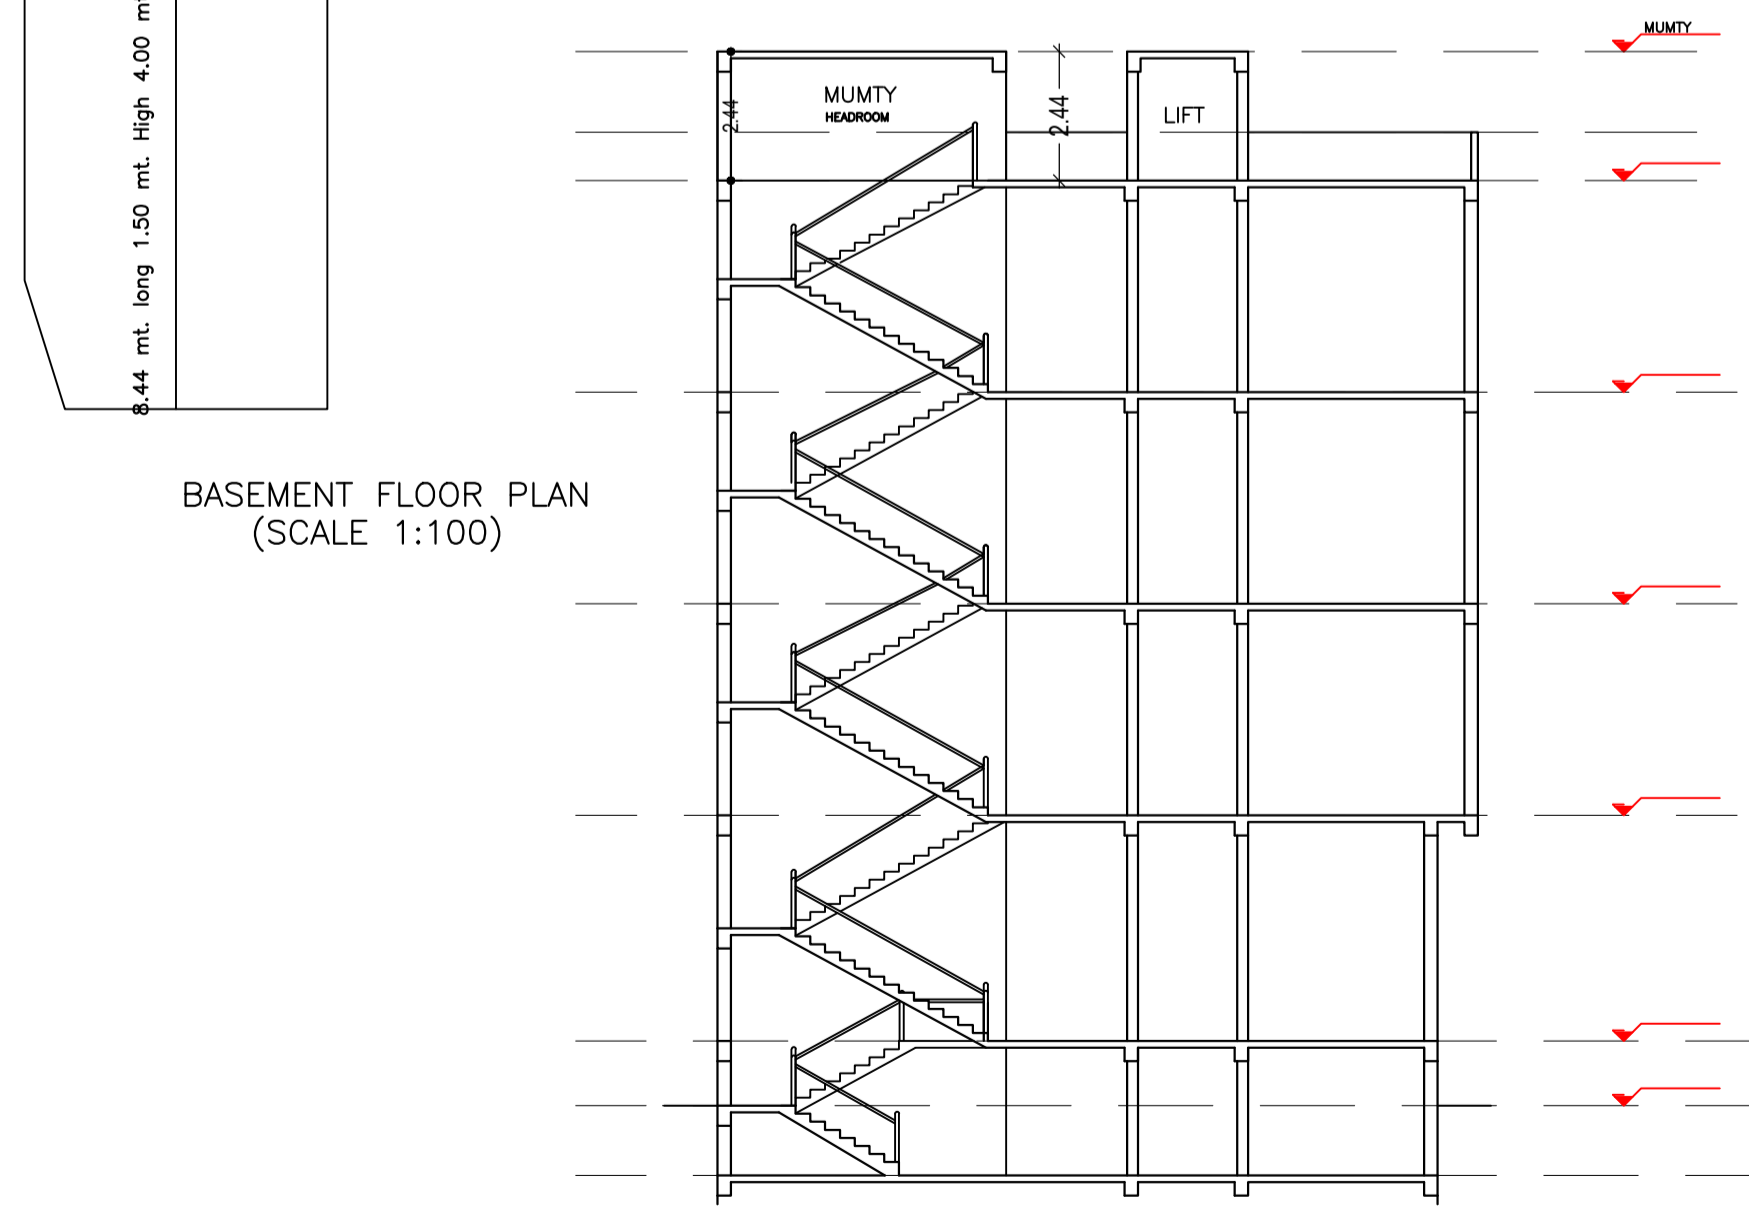 8.44 mt. long 1.50 mt. High 4.00
BASEMENT FLOOR PLAN
(SCALE 1:100)
MUMTY
HEADROOM
2.44
2.44
LIFT
MUMTY